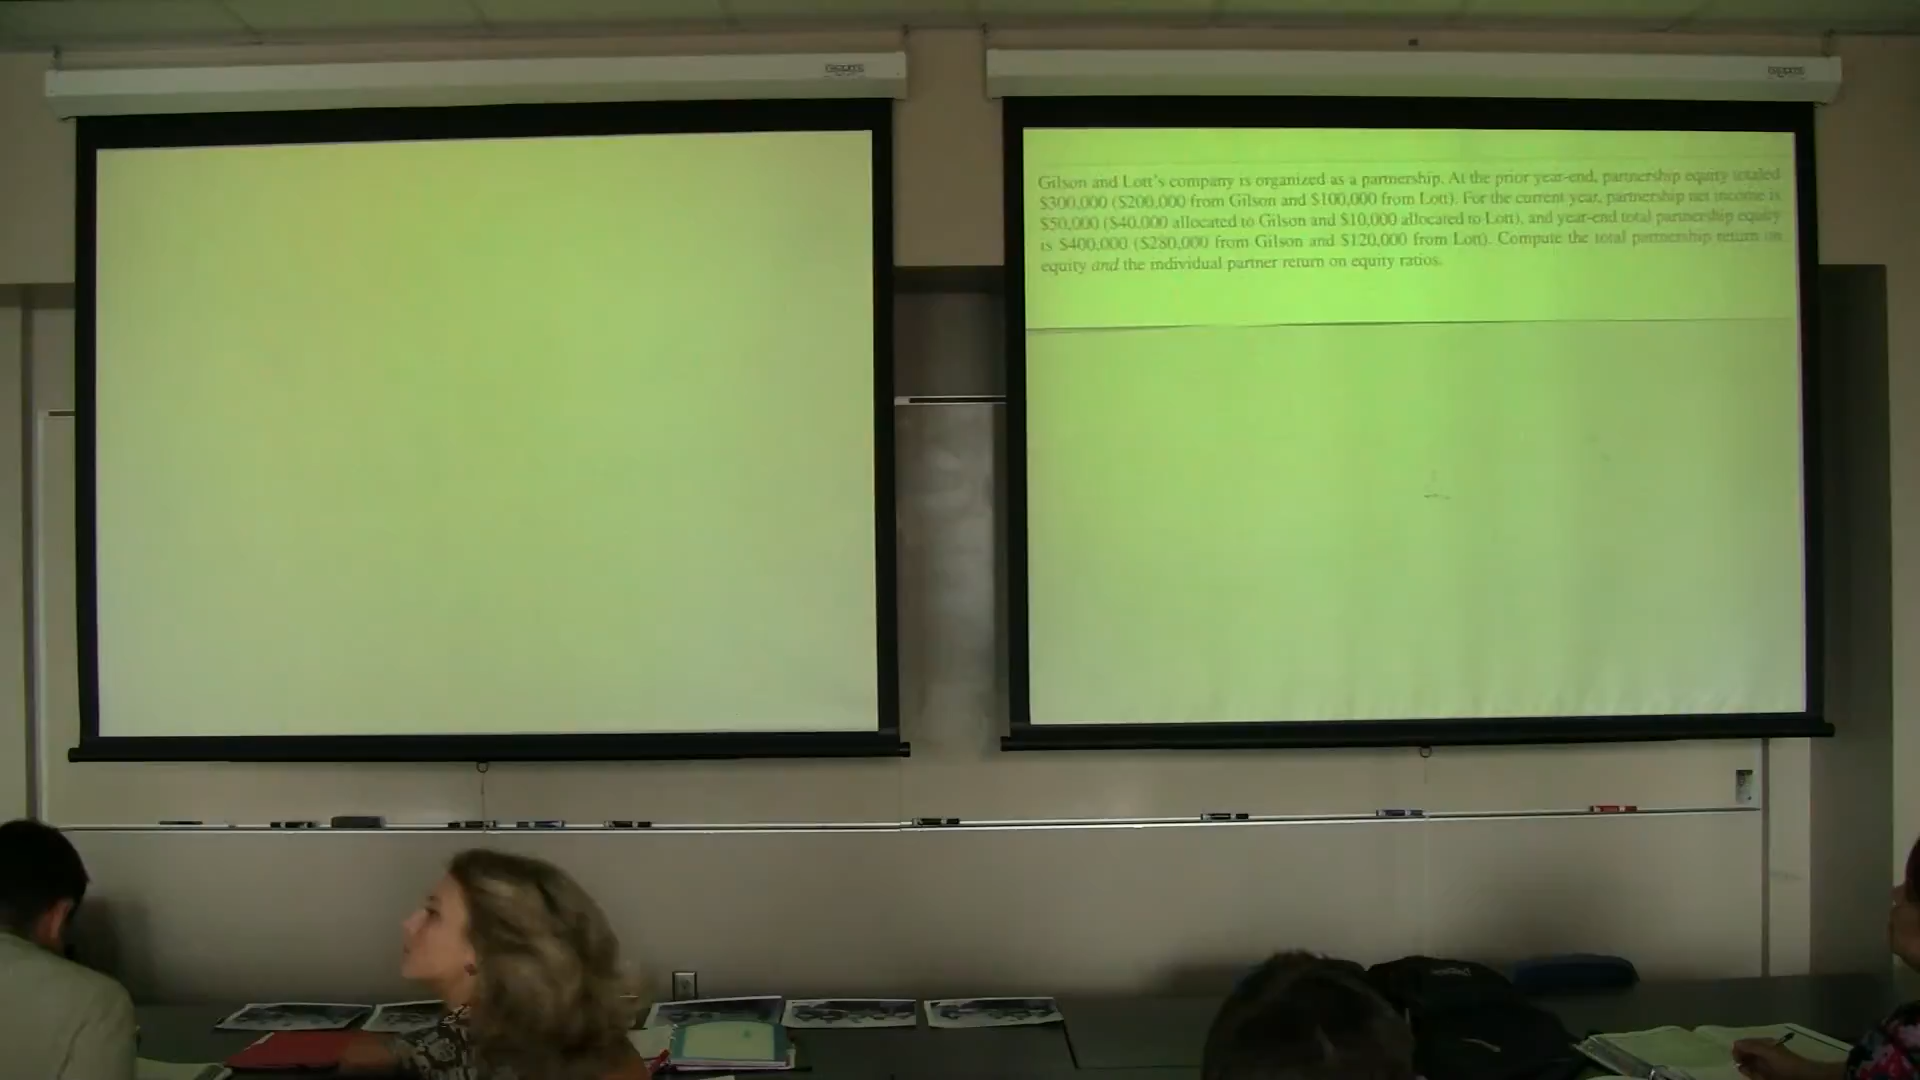 Gilson and Lott's company is organized as a partnership. At the prior year-end, partnership equity totaled
$300,000 ($200,000 from Gilson and $100,000 from Lott). For the current year, partnership net income is
$50,000 ($40,000 allocated to Gilson and $10,000 allocated to Lott), and year-end total partnership equity
is $400,000 ($280,000 from Gilson and $120,000 from Lott). Compute the total partnership return on
equity and the individual partner return on equity ratios.